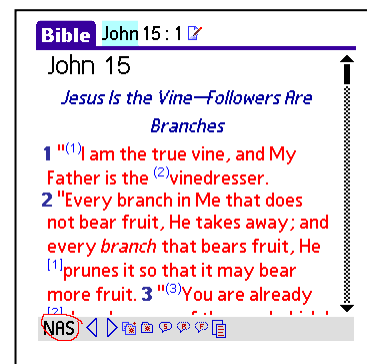 Bible John 15 : 1
John 15
Jesus Is the Vine—Followers Are
Branches
1 "(1)I am the true vine, and My
Father is the (2)vinedresser.
2 "Every branch in Me that does
not bear fruit, He takes away; and
every branch that bears fruit, He
[1]prunes it so that it may bear
more fruit. 3 "(3)You are already
NAS